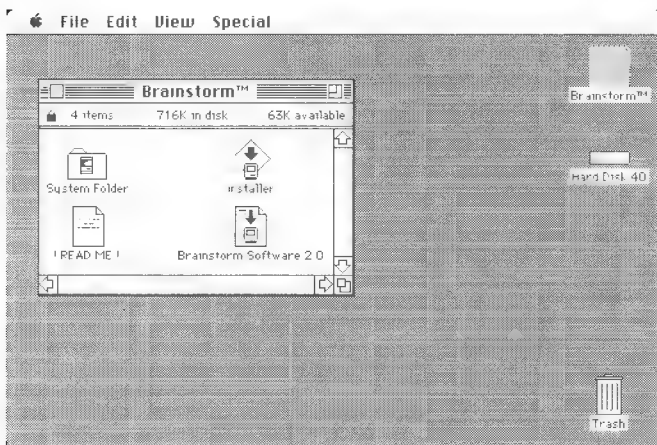 File Edit View Special
Brainstorm™
4 items 716K in disk 63K available
System Folder
Installer
! READ ME !
Brainstorm Software 2.0
Brainstorm™
Hard Disk 40
Trash